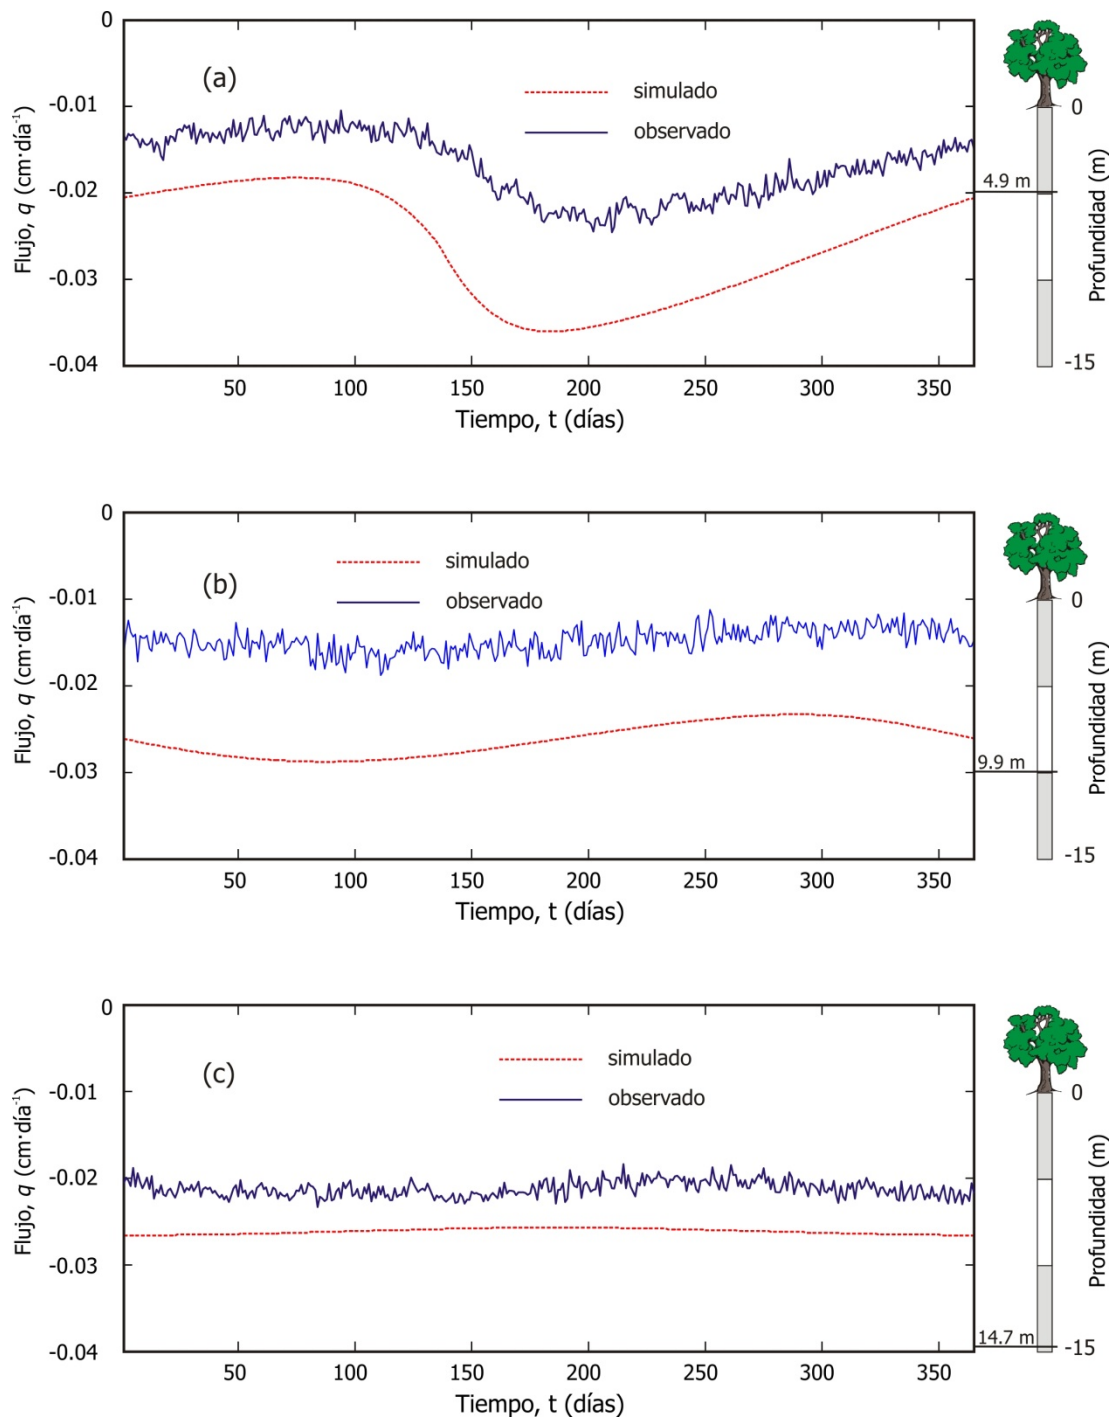 0
-0.01
-0.02
-0.03
-0.04
Flujo, q (cm·día-1)
(a)
simulado
observado
50 100 150 200 250 300 350
Tiempo, t (días)
0
4.9 m
-15
Profundidad (m)
0
-0.01
-0.02
-0.03
-0.04
Flujo, q (cm·día-1)
(b)
simulado
observado
50 100 150 200 250 300 350
Tiempo, t (días)
0
9.9 m
-15
Profundidad (m)
0
-0.01
-0.02
-0.03
-0.04
Flujo, q (cm·día-1)
(c)
simulado
observado
50 100 150 200 250 300 350
Tiempo, t (días)
0
14.7 m
-15
Profundidad (m)